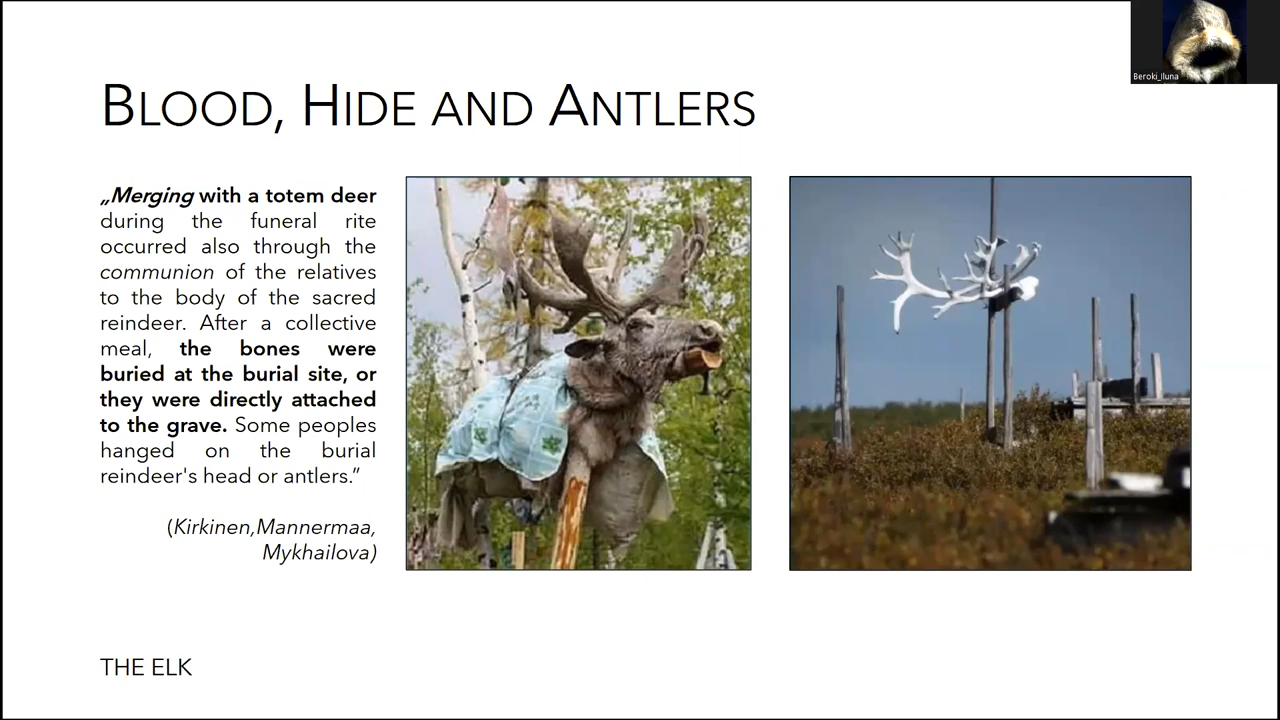 Beroki_Iluna
BLOOD, HIDE AND ANTLERS
„Merging with a totem deer
during the funeral rite
occurred also through the
communion of the relatives
to the body of the sacred
reindeer. After a collective
meal, the bones were
buried at the burial site, or
they were directly attached
to the grave. Some peoples
hanged on the burial
reindeer's head or antlers.”
(Kirkinen,Mannermaa,
Mykhailova)
THE ELK